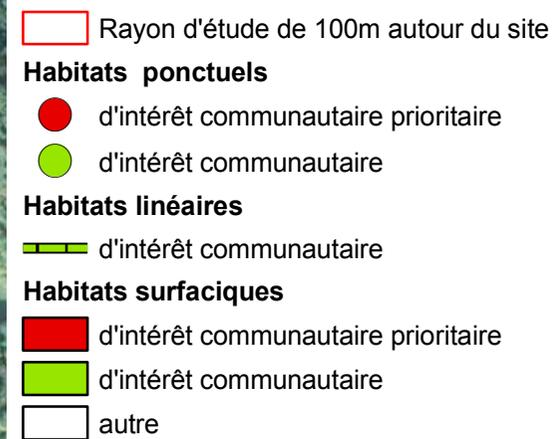 Rayon d'étude de 100m autour du site
Habitats ponctuels
d'intérêt communautaire prioritaire
d'intérêt communautaire
Habitats linéaires
d'intérêt communautaire
Habitats surfaciques
d'intérêt communautaire prioritaire
d'intérêt communautaire
autre